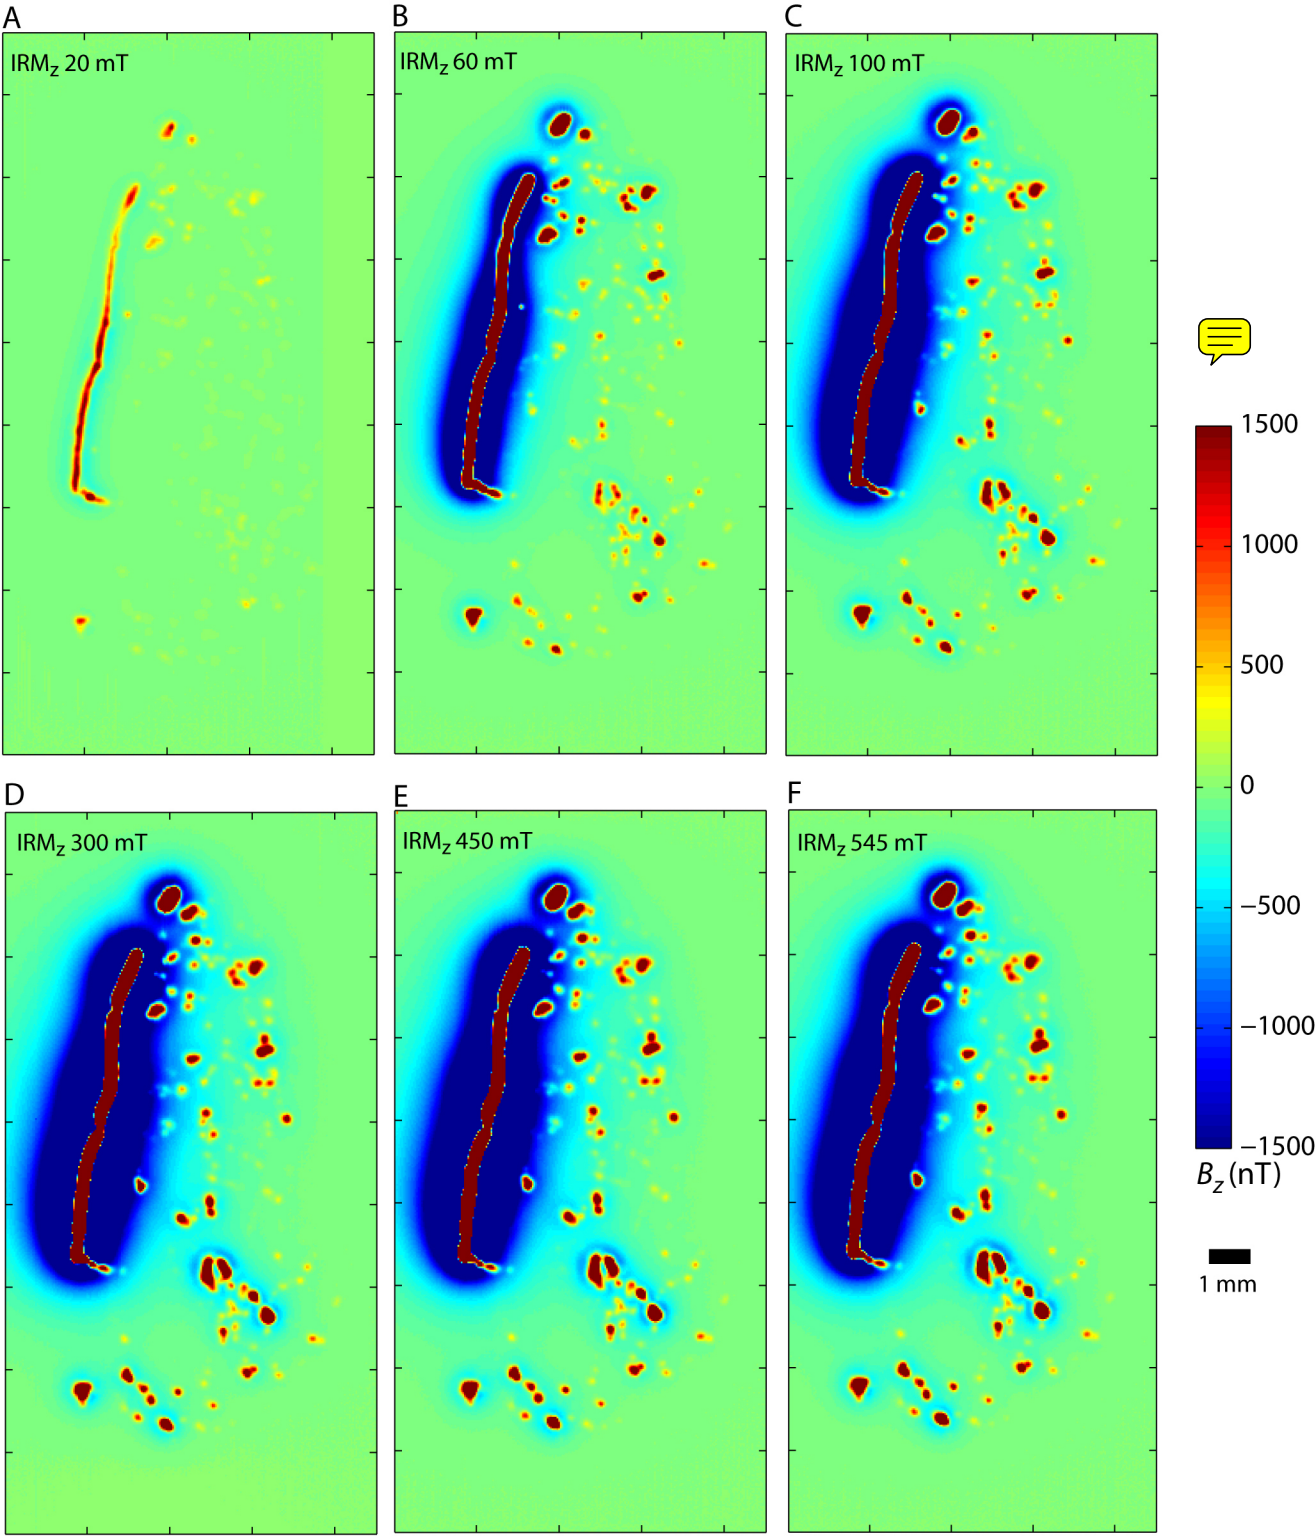 A
IRMz 20 mT
B
IRMz 60 mT
C
IRMz 100 mT
D
IRMz 300 mT
E
IRMz 450 mT
F
IRMz 545 mT
1500
1000
500
0
−500
−1000
−1500
Bz (nT)
1 mm